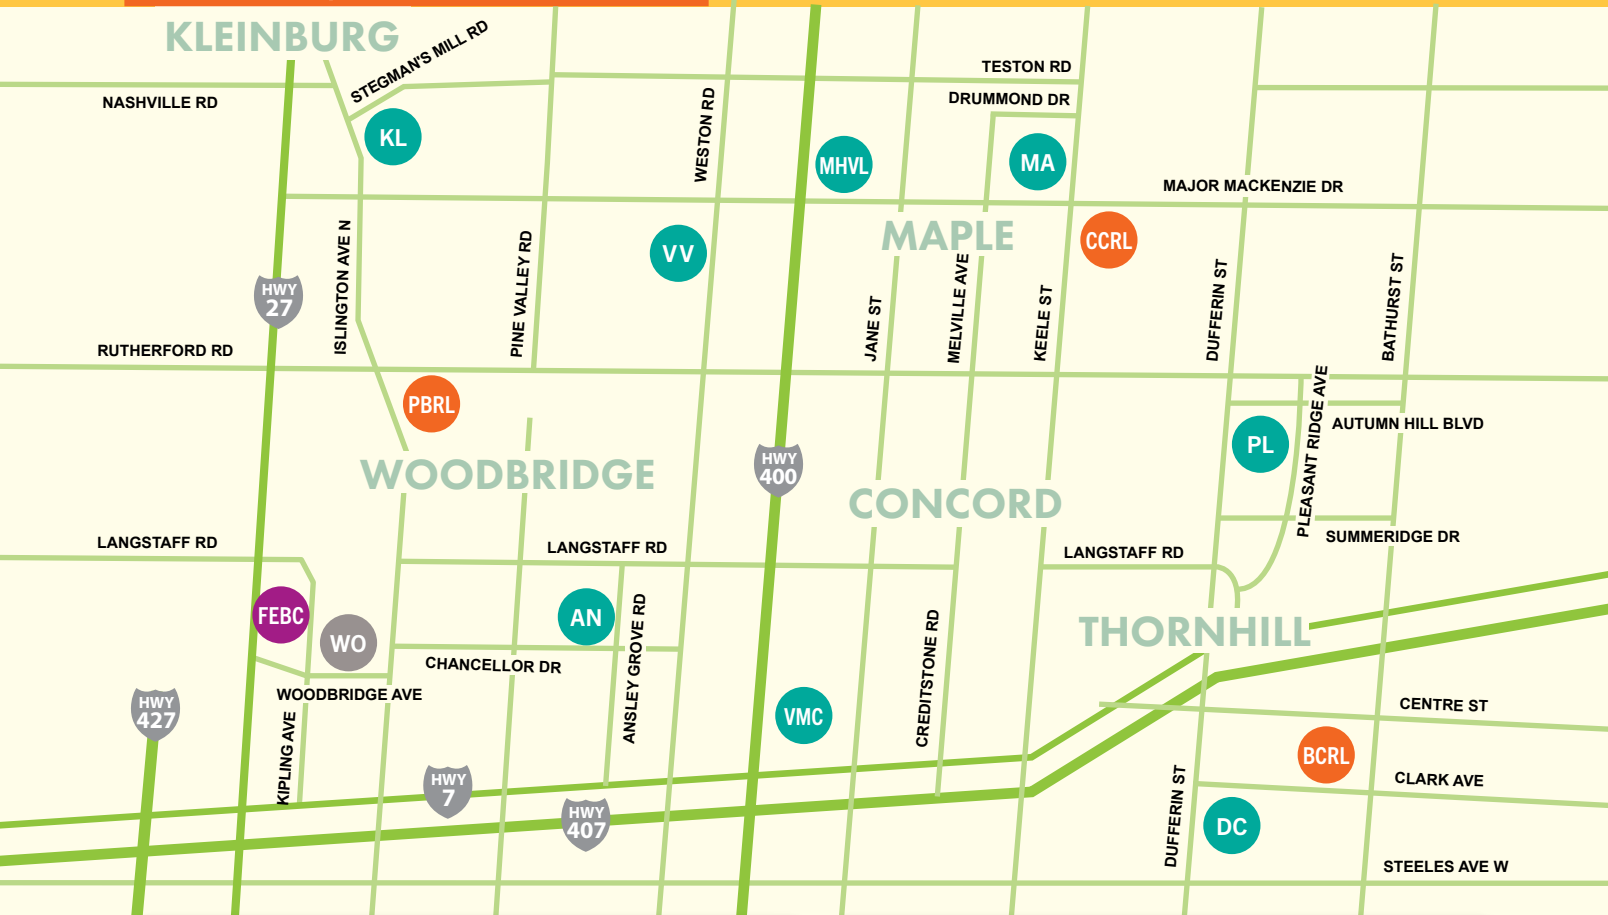 KLEINBURG
STEGMAN'S MILL RD
TESTON RD
NASHVILLE RD
DRUMMOND DR
KL
WESTON RD
MHVL
MA
MAJOR MACKENZIE DR
MAPLE
CCRL
VV
ISLINGTON AVE N
PINE VALLEY RD
HWY
27
JANE ST
MELVILLE AVE
KEELE ST
DUFFERIN ST
BATHURST ST
RUTHERFORD RD
PBRL
PLEASANT RIDGE AVE
AUTUMN HILL BLVD
PL
WOODBRIDGE
HWY
400
CONCORD
LANGSTAFF RD
LANGSTAFF RD
LANGSTAFF RD
SUMMERIDGE DR
FEBC
WO
AN
ANSLEY GROVE RD
CREDITSTONE RD
THORNHILL
CHANCELLOR DR
WOODBRIDGE AVE
HWY
427
KIPLING AVE
VMC
CENTRE ST
BCRL
HWY
7
CLARK AVE
HWY
407
DUFFERIN ST
DC
STEELES AVE W